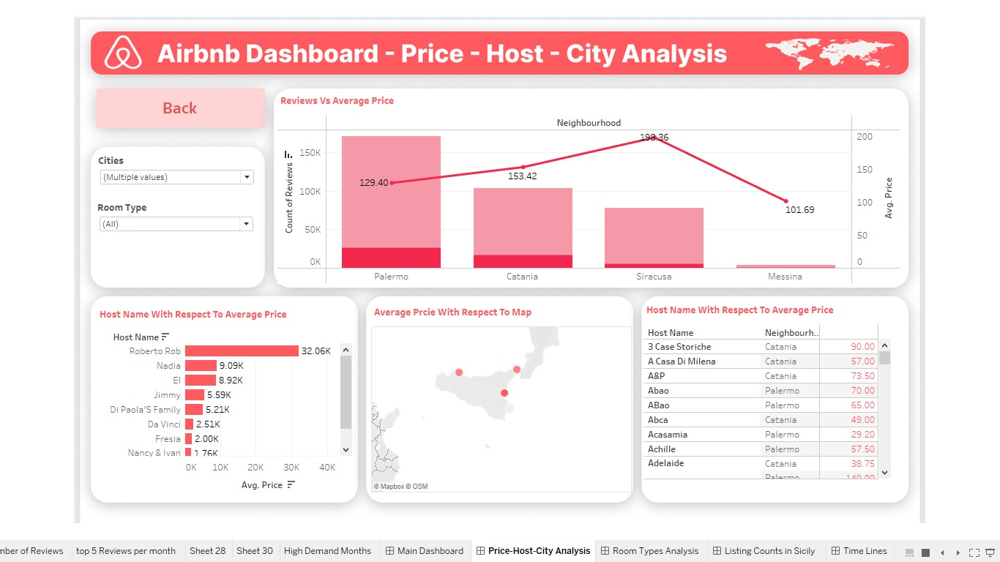 Airbnb Dashboard - Price - Host - City Analysis
Back
Cities
(Multiple values)
Room Type
(All)
Reviews Vs Average Price
Neighbourhood
Count of Reviews
150K
100K
50K
0K
129.40
153.42
198.36
101.69
200
150
100
50
0
Avg. Price
Palermo
Catania
Siracusa
Messina
Host Name With Respect To Average Price
Host Name
Roberto Rob 32.06K
Nadia 9.09K
El 8.92K
Jimmy 5.59K
Di Paola'S Family 5.21K
Da Vinci 2.51K
Fresia 2.00K
Nancy & Ivan 1.76K
0K 10K 20K 30K 40K
Avg. Price
Average Prcie With Respect To Map
© Mapbox © OSM
Host Name With Respect To Average Price
Host Name Neighbourh..
3 Case Storiche Catania 90.00
A Casa Di Milena Catania 57.00
A&P Catania 73.50
Abao Palermo 70.00
ABao Palermo 65.00
Abca Catania 49.00
Acasamia Palermo 29.20
Achille Palermo 57.50
Adelaide Catania 38.75
Palermo 140.00
mber of Reviews
top 5 Reviews per month
Sheet 28
Sheet 30
High Demand Months
Main Dashboard
Price-Host-City Analysis
Room Types Analysis
Listing Counts in Sicily
Time Lines